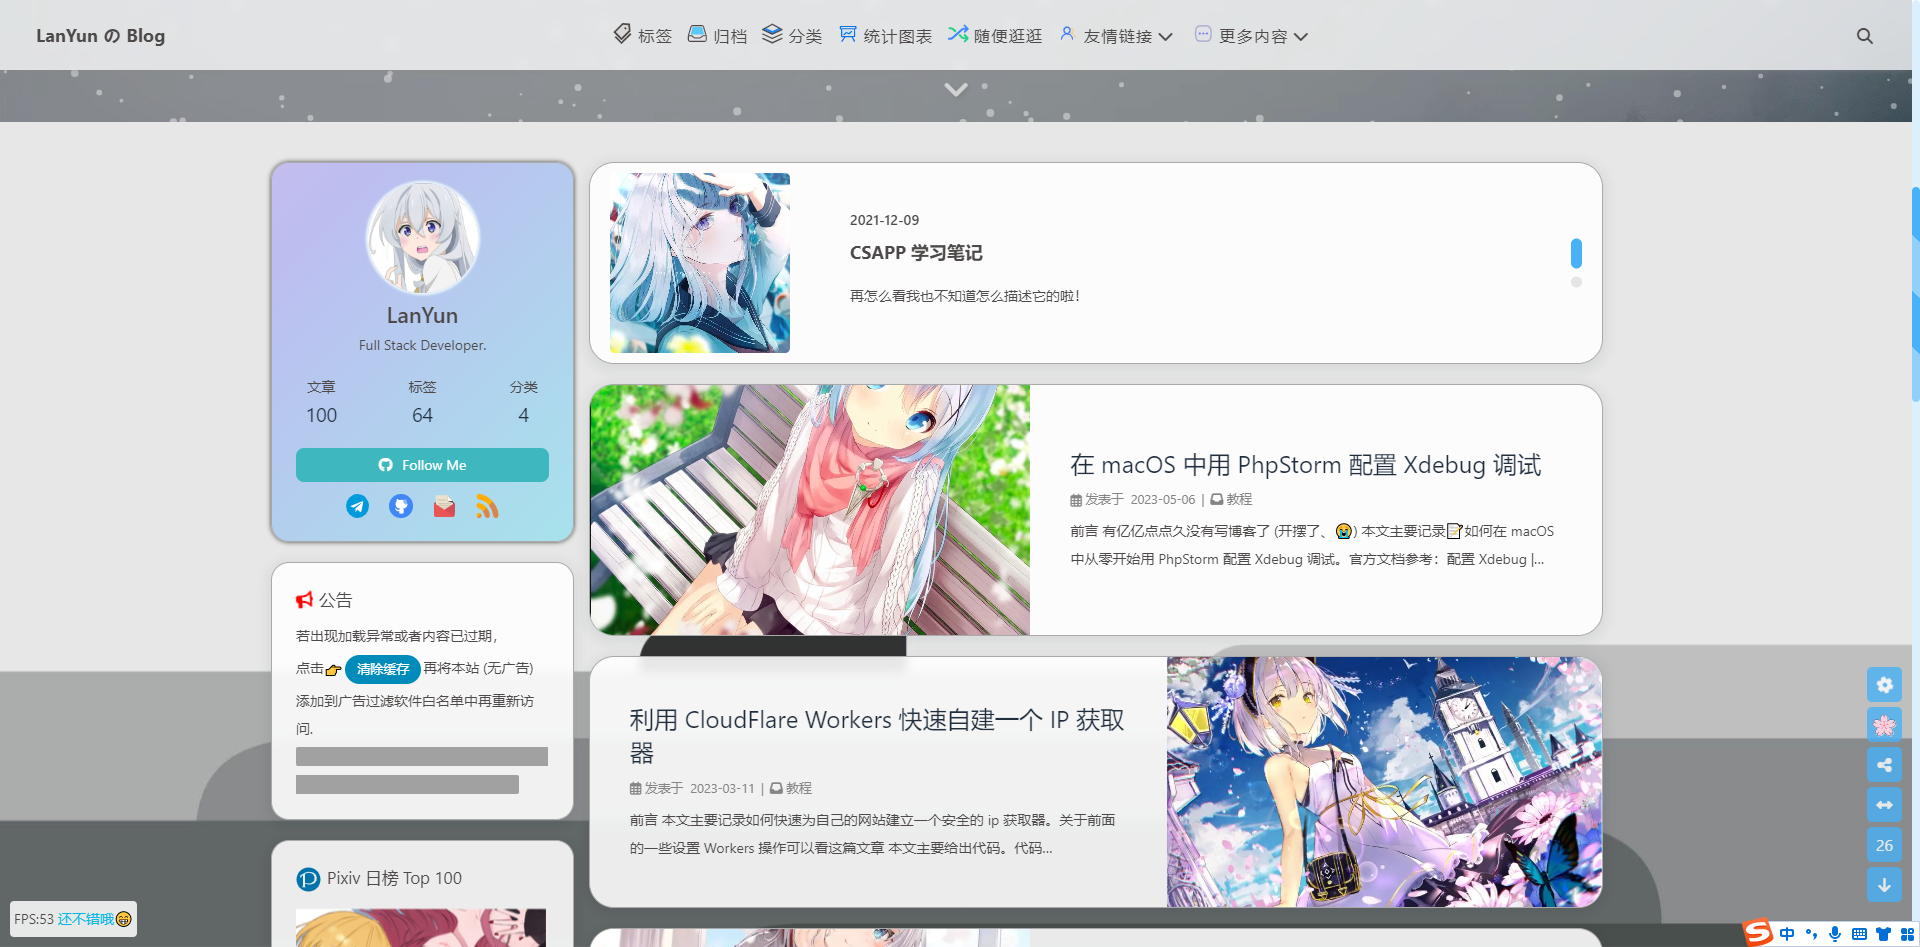 LanYun の Blog
标签 归档 分类 统计图表 随便逛逛 友情链接 更多内容
LanYun
Full Stack Developer.
文章 标签 分类
100 64 4
Follow Me
公告
若出现加载异常或者内容已过期，
点击👉 清除缓存 再将本站 (无广告)
添加到广告过滤软件白名单中再重新访
问.
Pixiv 日榜 Top 100
2021-12-09
CSAPP 学习笔记
再怎么看我也不知道怎么描述它的啦！
在 macOS 中用 PhpStorm 配置 Xdebug 调试
发表于 2023-05-06 | 教程
前言 有亿亿点点久没有写博客了 (开摆了、😭) 本文主要记录📝如何在 macOS
中从零开始用 PhpStorm 配置 Xdebug 调试。官方文档参考：配置 Xdebug |...
利用 CloudFlare Workers 快速自建一个 IP 获取
器
发表于 2023-03-11 | 教程
前言 本文主要记录如何快速为自己的网站建立一个安全的 ip 获取器。关于前面
的一些设置 Workers 操作可以看这篇文章 本文主要给出代码。代码...
26
FPS:53 还不错哦😁
S 中